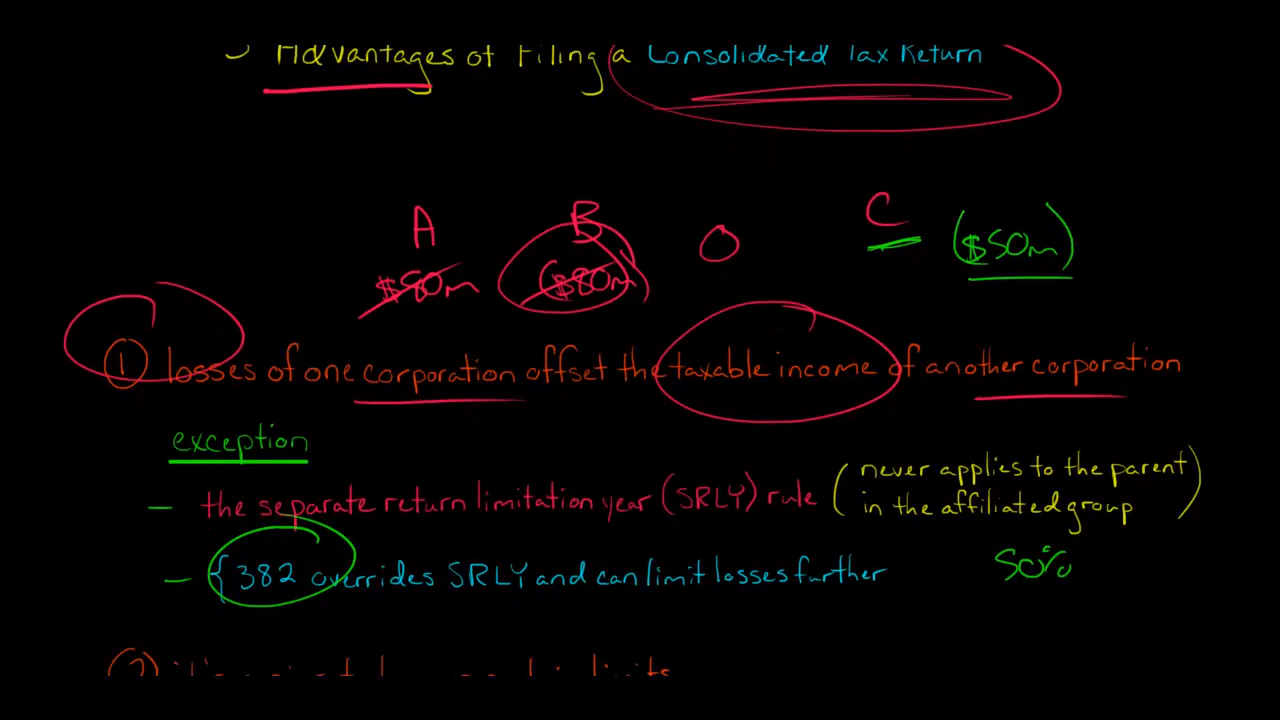 Advantages of Filing a Consolidated Tax Return
A B O C ($50m)
$80m ($80m)
① losses of one corporation offset the taxable income of another corporation
exception
– the separate return limitation year (SRLY) rule (never applies to the parent
in the affiliated group)
– { 382 overrides SRLY and can limit losses further 50%